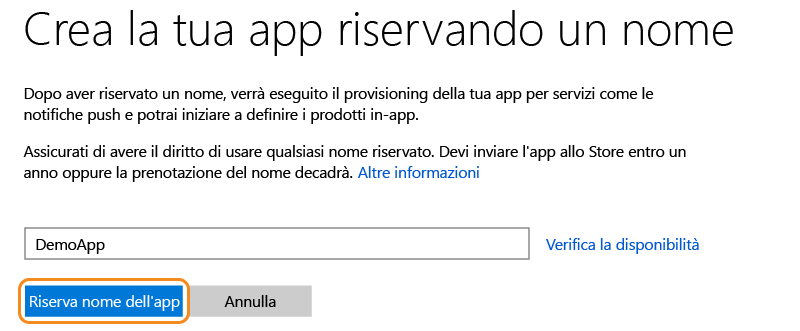 Crea la tua app riservando un nome
Dopo aver riservato un nome, verrà eseguito il provisioning della tua app per servizi come le
notifiche push e potrai iniziare a definire i prodotti in-app.
Assicurati di avere il diritto di usare qualsiasi nome riservato. Devi inviare l'app allo Store entro un
anno oppure la prenotazione del nome decadrà. Altre informazioni
DemoApp Verifica la disponibilità
Riserva nome dell'app Annulla